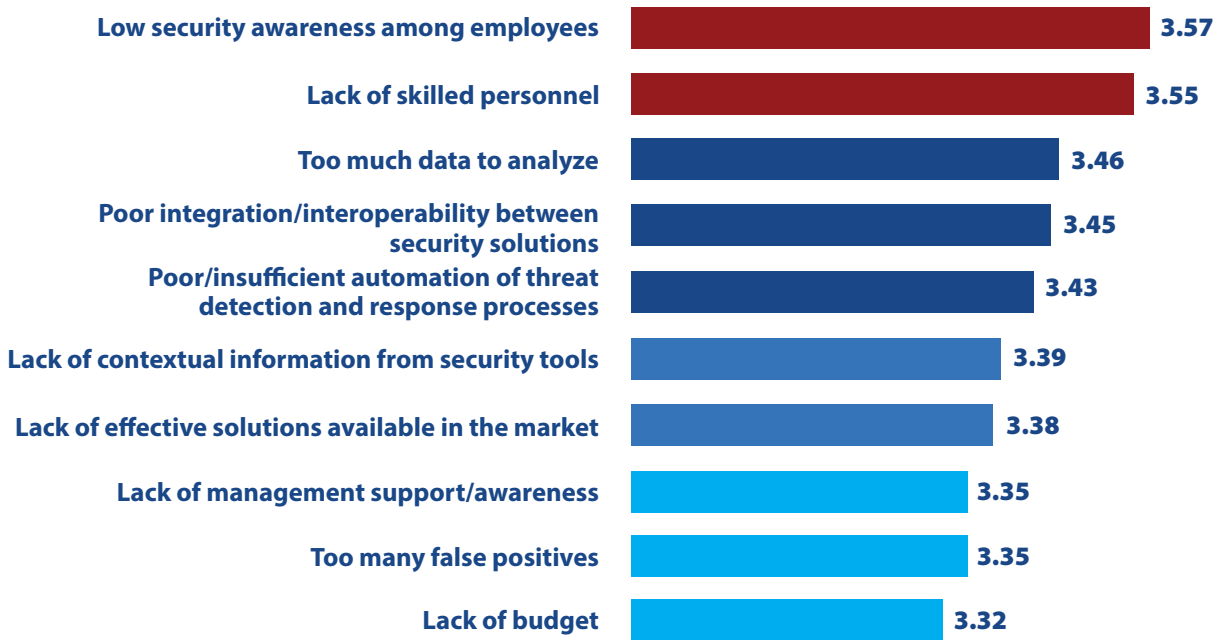 Low security awareness among employees 3.57
Lack of skilled personnel 3.55
Too much data to analyze 3.46
Poor integration/interoperability between
security solutions 3.45
Poor/insufficient automation of threat
detection and response processes 3.43
Lack of contextual information from security tools 3.39
Lack of effective solutions available in the market 3.38
Lack of management support/awareness 3.35
Too many false positives 3.35
Lack of budget 3.32